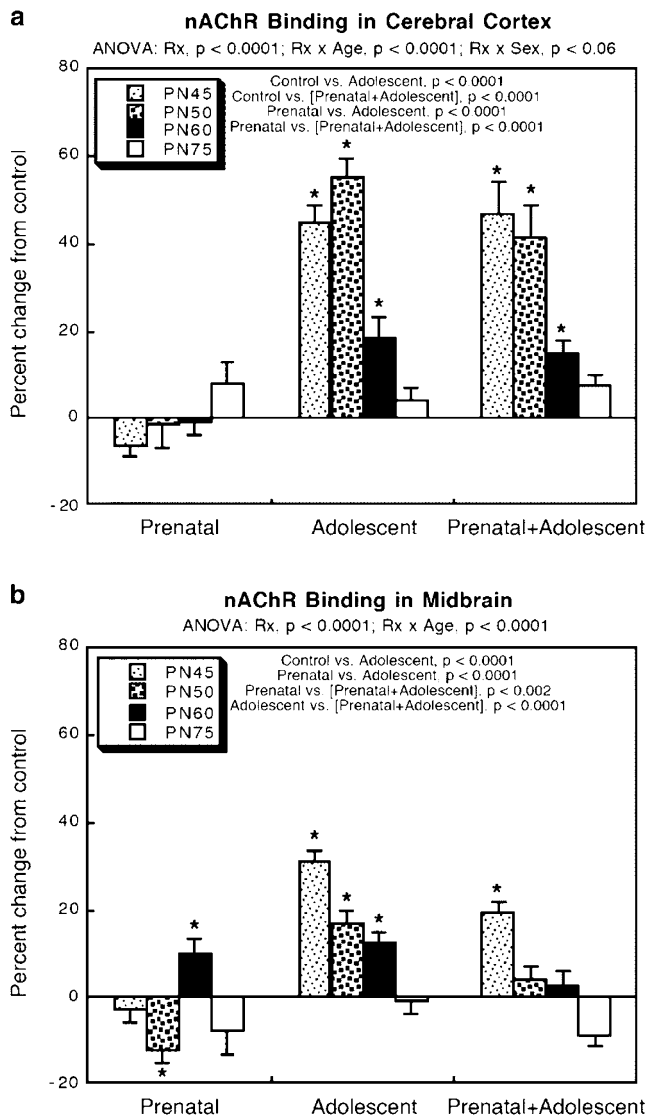 a
nAChR Binding in Cerebral Cortex
ANOVA: Rx, p < 0.0001; Rx x Age, p < 0.0001; Rx x Sex, p < 0.06
Control vs. Adolescent, p < 0.0001
Control vs. [Prenatal+Adolescent], p < 0.0001
Prenatal vs. Adolescent, p < 0.0001
Prenatal vs. [Prenatal+Adolescent], p < 0.0001
PN45
PN50
PN60
PN75
Percent change from control
80
60
40
20
0
-20
*
*
*
*
*
*
Prenatal
Adolescent
Prenatal+Adolescent
b
nAChR Binding in Midbrain
ANOVA: Rx, p < 0.0001; Rx x Age, p < 0.0001
Control vs. Adolescent, p < 0.0001
Prenatal vs. Adolescent, p < 0.0001
Prenatal vs. [Prenatal+Adolescent], p < 0.002
Adolescent vs. [Prenatal+Adolescent], p < 0.0001
PN45
PN50
PN60
PN75
Percent change from control
80
60
40
20
0
-20
*
*
*
*
*
*
Prenatal
Adolescent
Prenatal+Adolescent